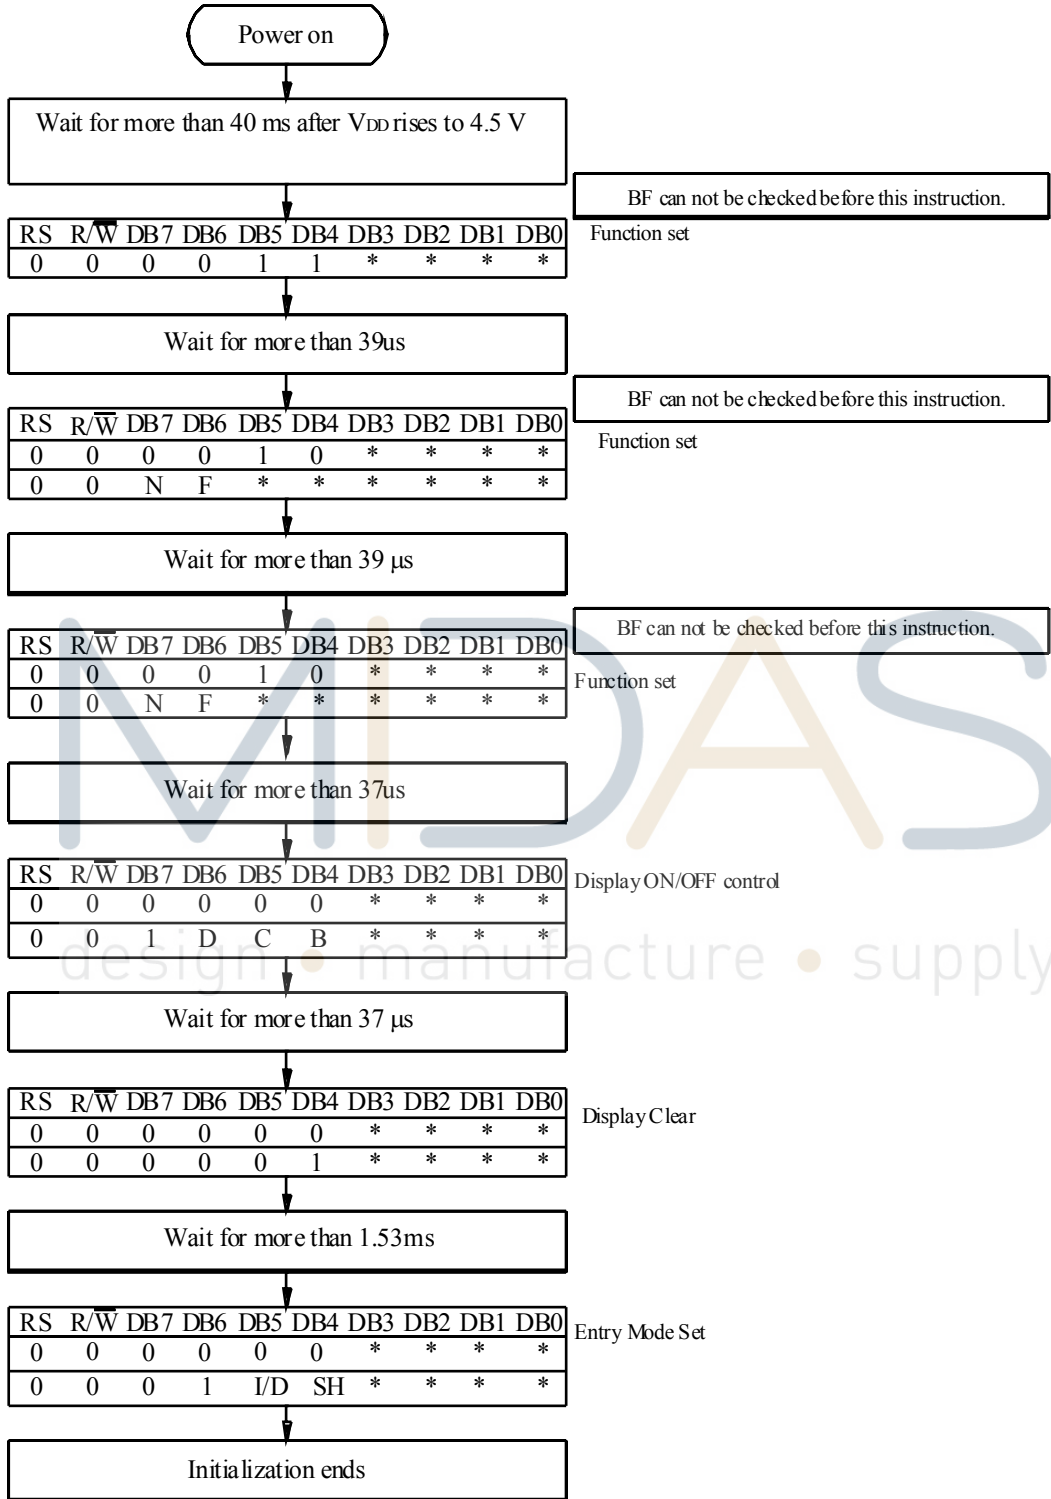 Power on
Wait for more than 40 ms after VDD rises to 4.5 V
BF can not be checked before this instruction.
RS R/W̅ DB7 DB6 DB5 DB4 DB3 DB2 DB1 DB0
Function set
0 0 0 0 1 1 * * * *
Wait for more than 39us
BF can not be checked before this instruction.
RS R/W̅ DB7 DB6 DB5 DB4 DB3 DB2 DB1 DB0
Function set
0 0 0 0 1 0 * * * *
0 0 N F * * * * * *
Wait for more than 39 µs
BF can not be checked before this instruction.
RS R/W̅ DB7 DB6 DB5 DB4 DB3 DB2 DB1 DB0
0 0 0 0 1 0 * * * *
Function set
0 0 N F * * * * * *
MIDAS
Wait for more than 37us
RS R/W̅ DB7 DB6 DB5 DB4 DB3 DB2 DB1 DB0
Display ON/OFF control
0 0 0 0 0 0 * * * *
0 0 1 D C B * * * *
design • manufacture • supply
Wait for more than 37 µs
RS R/W̅ DB7 DB6 DB5 DB4 DB3 DB2 DB1 DB0
Display Clear
0 0 0 0 0 0 * * * *
0 0 0 0 0 1 * * * *
Wait for more than 1.53ms
RS R/W̅ DB7 DB6 DB5 DB4 DB3 DB2 DB1 DB0
Entry Mode Set
0 0 0 0 0 0 * * * *
0 0 0 1 I/D SH * * * *
Initialization ends